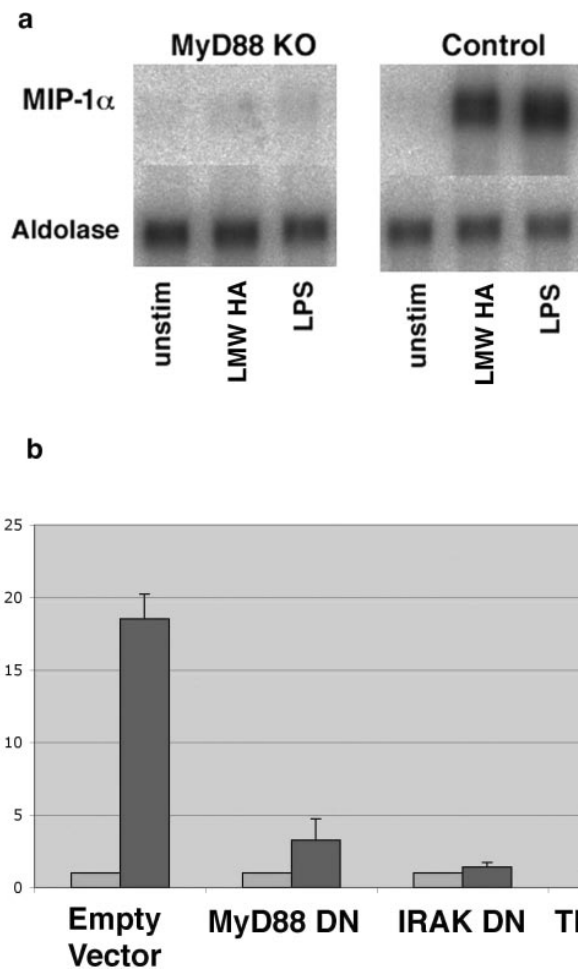 a
MyD88 KO
Control
MIP-1α
Aldolase
unstim
LMW HA
LPS
unstim
LMW HA
LPS
b
25
20
15
10
5
0
Empty
Vector
MyD88 DN
IRAK DN